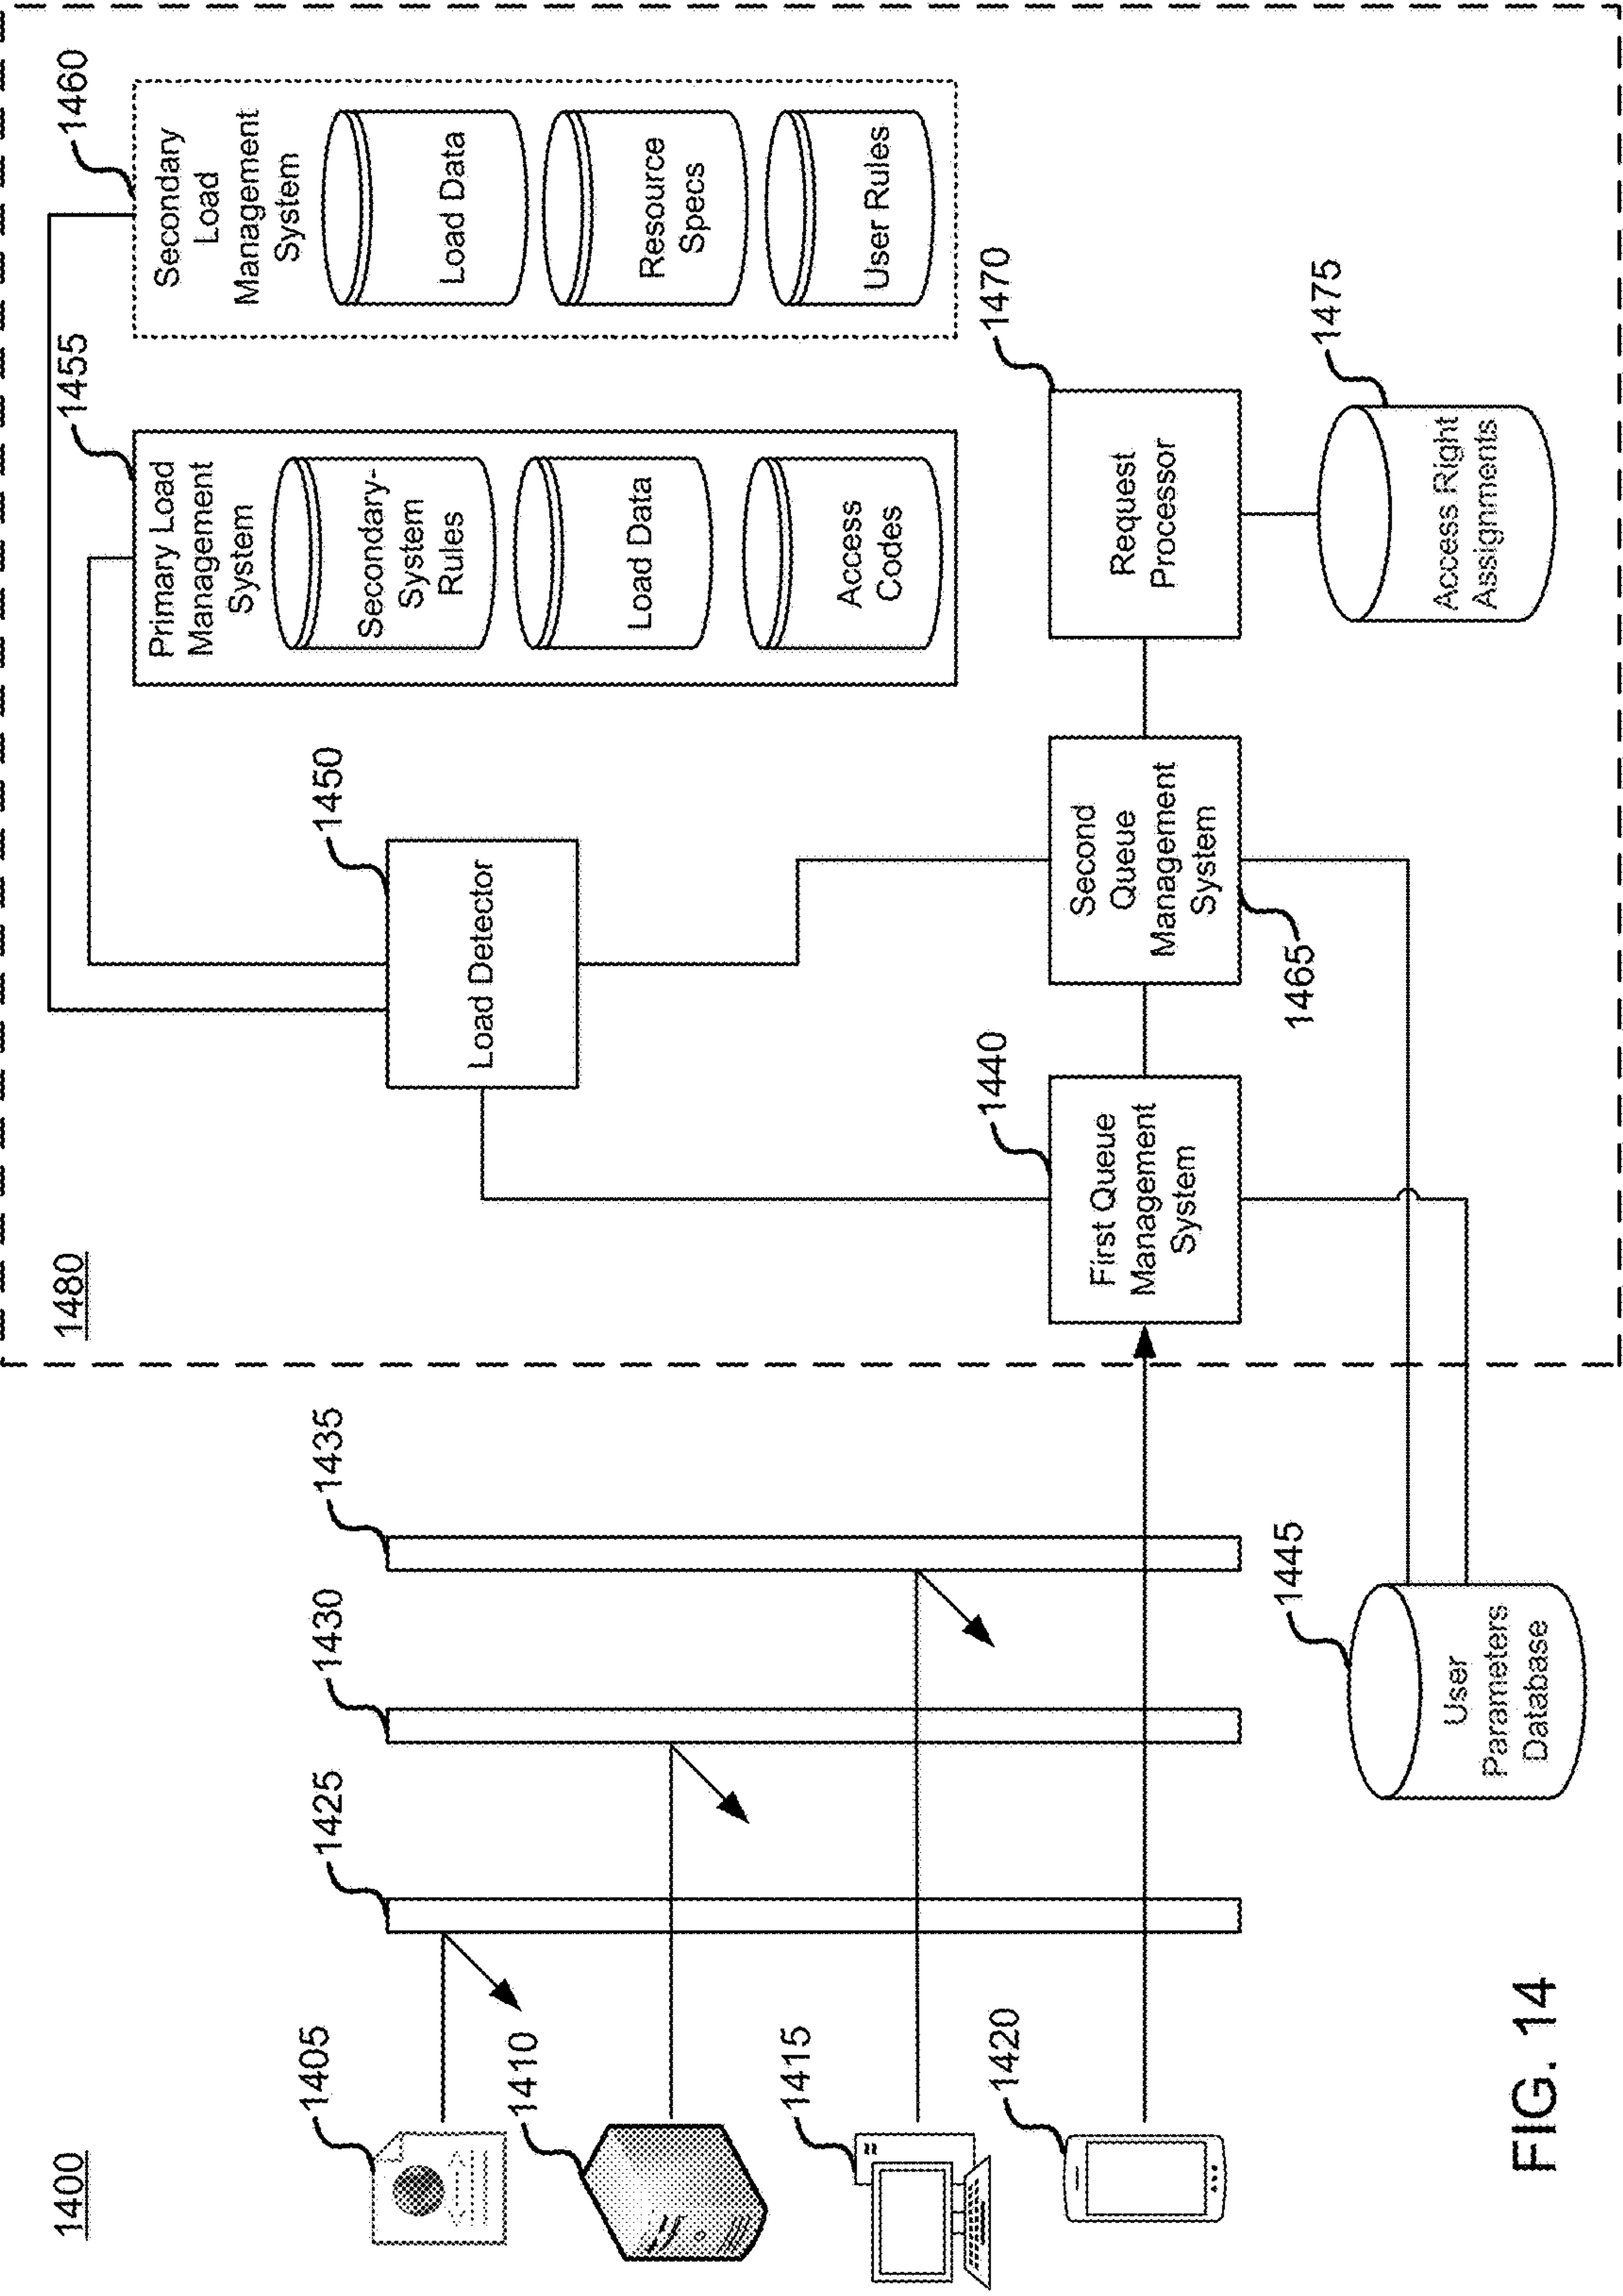 1400
1480
1405
1410
1415
1420
1425
1430
1435
1440
First Queue
Management
System
1445
User
Parameters
Database
1450
Load Detector
1455
Primary Load
Management
System
Secondary-
System
Rules
Load Data
Access
Codes
1460
Secondary
Load
Management
System
Load Data
Resource
Specs
User Rules
Second
Queue
Management
System
1465
1470
Request
Processor
1475
Access Right
Assignments
FIG. 14